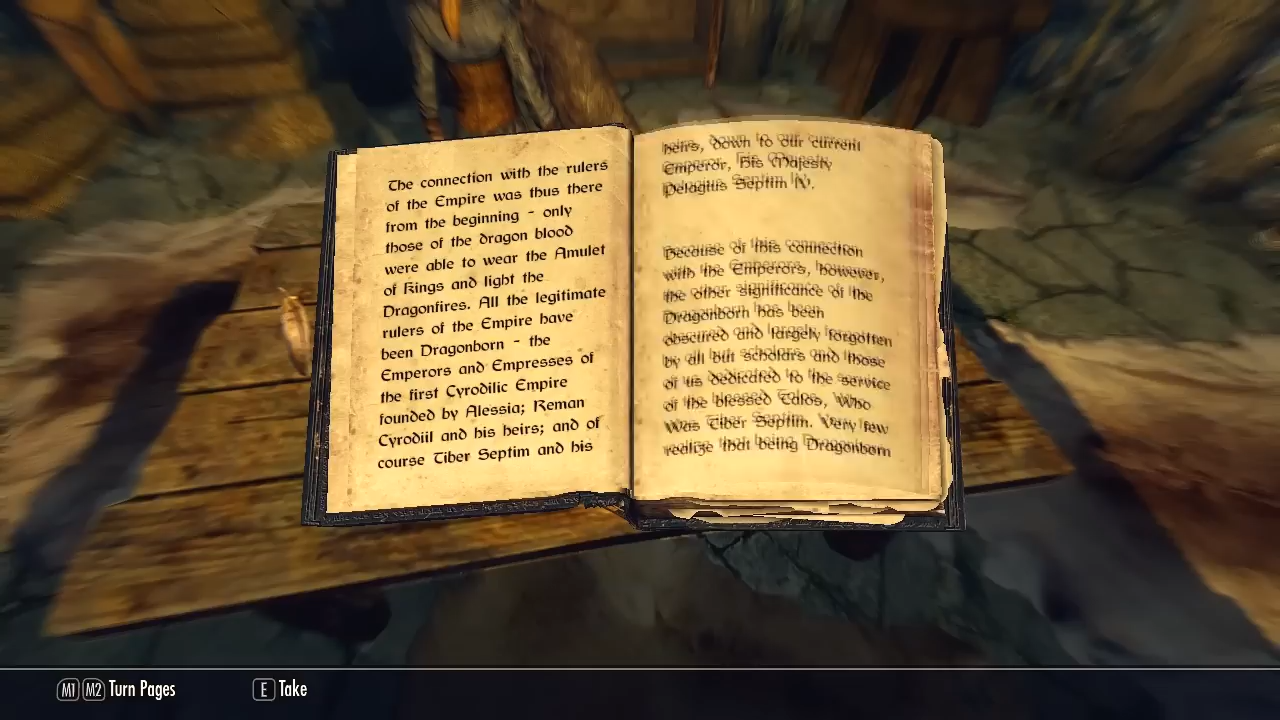 The connection with the rulers
of the Empire was thus there
from the beginning - only
those of the dragon blood
were able to wear the Amulet
of Kings and light the
Dragonfires. All the legitimate
rulers of the Empire have
been Dragonborn - the
Emperors and Empresses of
the first Cyrodilic Empire
founded by Alessia; Reman
Cyrodiil and his heirs; and of
course Tiber Septim and his
heirs, down to our current
Emperor, His Majesty
Pelagius Septim IV.
Because of this connection
with the Emperors, however,
the other significance of the
Dragonborn has been
obscured and largely forgotten
by all but scholars and those
of us dedicated to the service
of the blessed Talos, Who
Was Tiber Septim. Very few
realize that being Dragonborn
M1 M2 Turn Pages
E Take